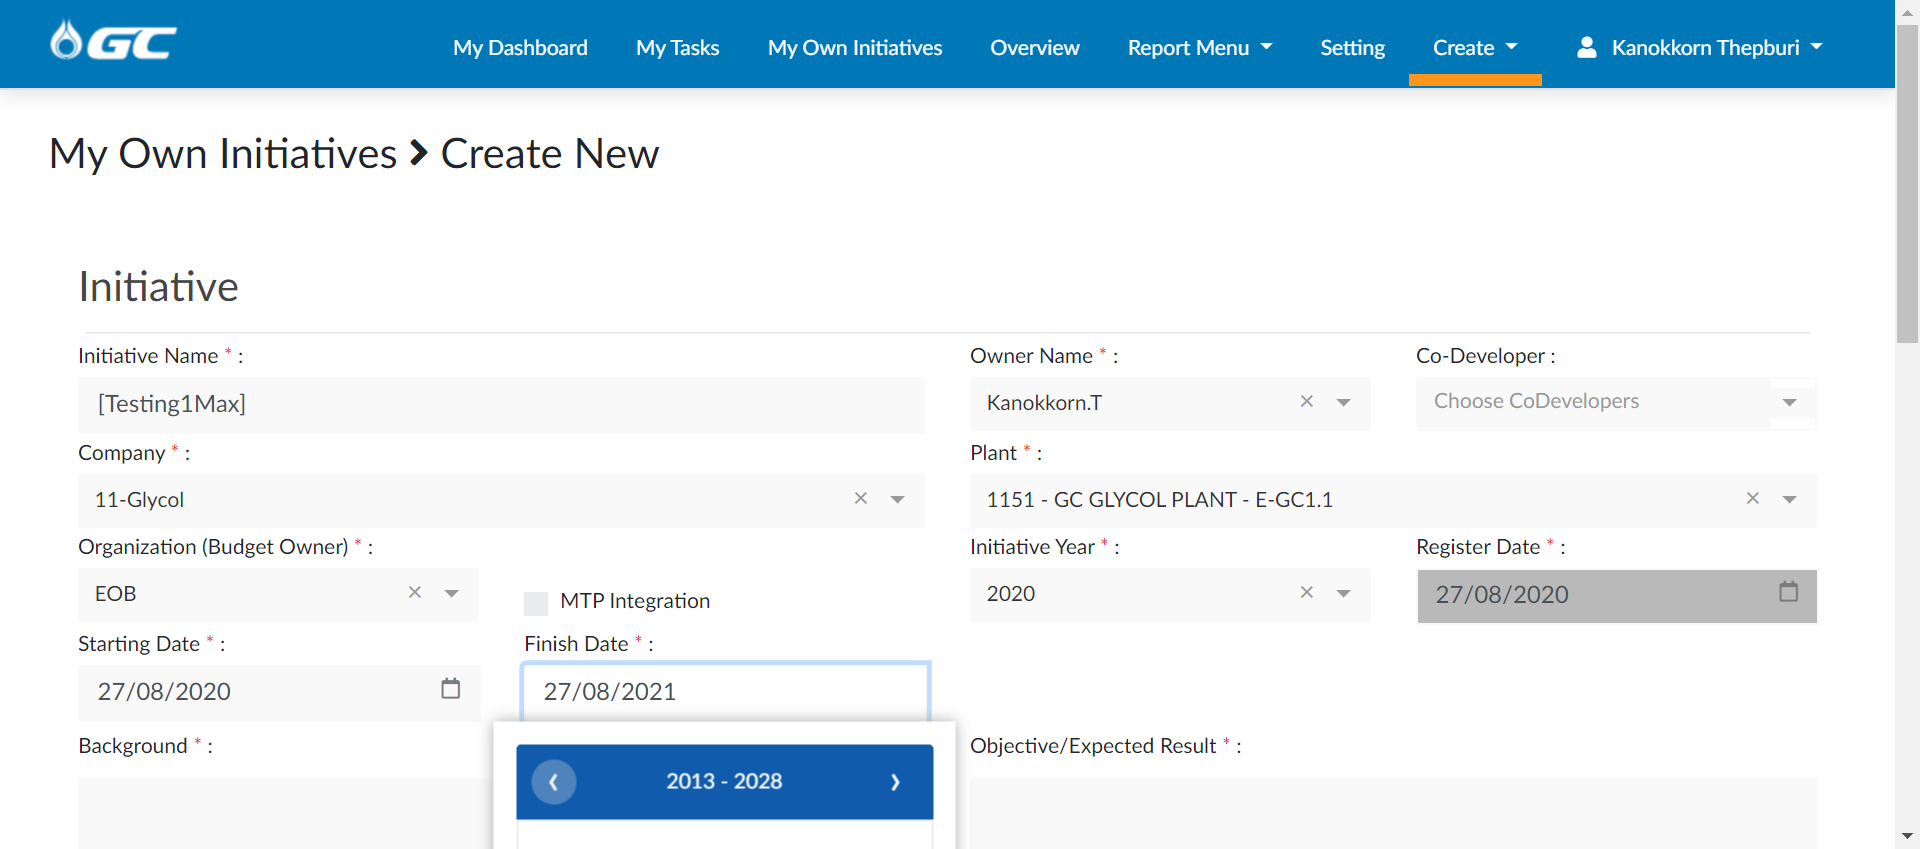 GC
My Dashboard My Tasks My Own Initiatives Overview Report Menu Setting Create Kanokkorn Thepburi
My Own Initiatives > Create New
Initiative
Initiative Name * : Owner Name * : Co-Developer :
[Testing1Max] Kanokkorn.T × Choose CoDevelopers
Company * : Plant * :
11-Glycol × 1151 - GC GLYCOL PLANT - E-GC1.1 ×
Organization (Budget Owner) * : Initiative Year * : Register Date * :
EOB × MTP Integration 2020 × 27/08/2020
Starting Date * : Finish Date * :
27/08/2020 27/08/2021
Background * : Objective/Expected Result * :
‹ 2013 - 2028 ›